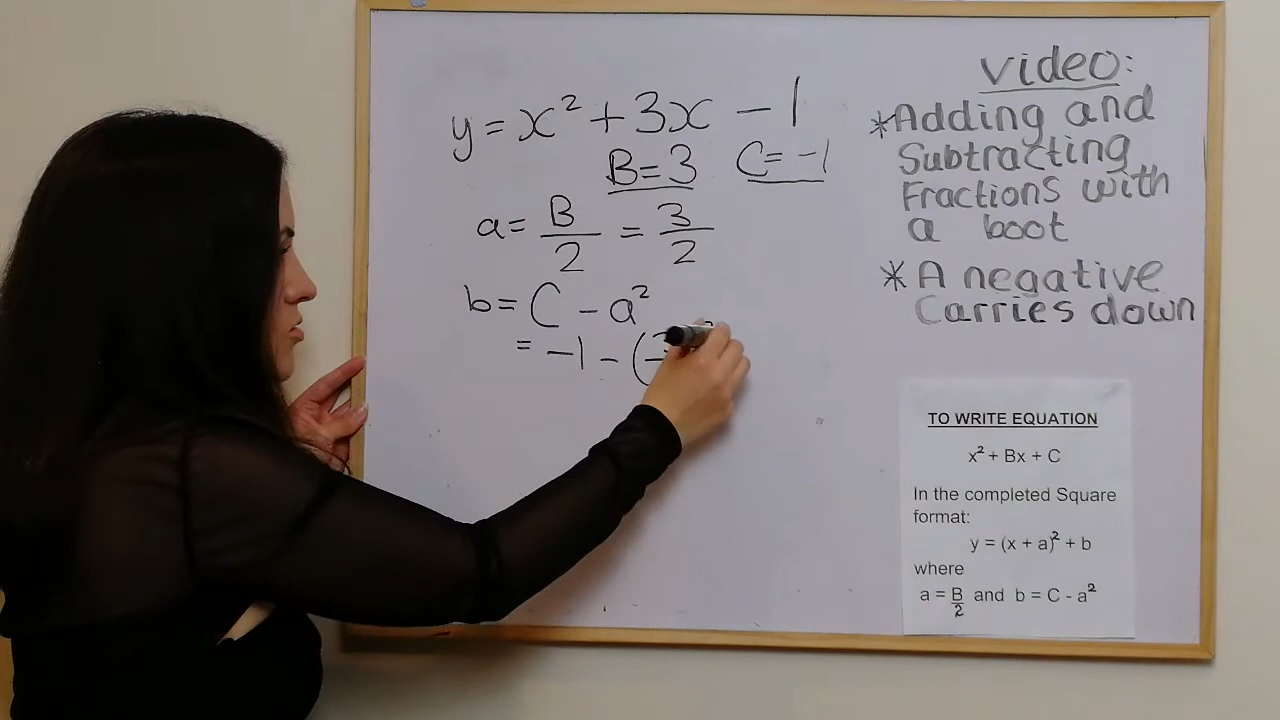 y = x² + 3x - 1
B = 3 C = -1
a = B/2 = 3/2
b = C - a²
= -1 - (
video:
*Adding and
Subtracting
Fractions with
a boot
* A negative
Carries down
TO WRITE EQUATION
x² + Bx + C
In the completed Square
format:
y = (x + a)² + b
where
a = B/2 and b = C - a²